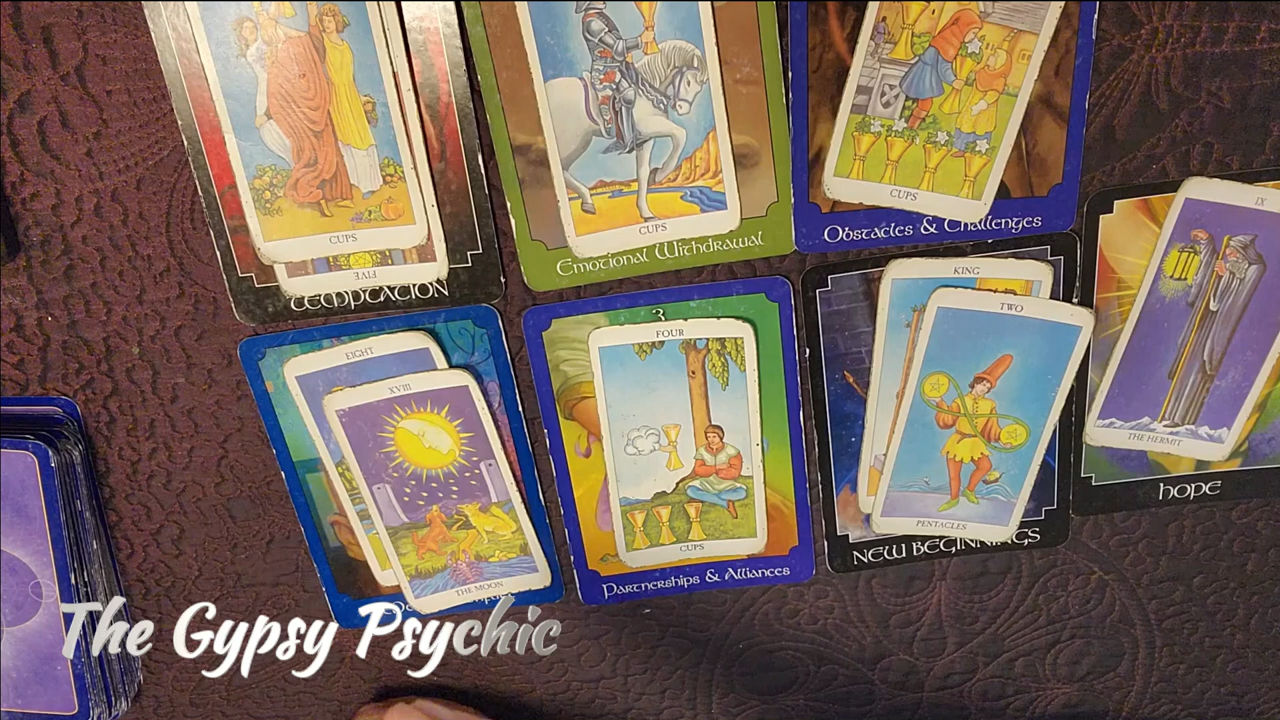 CUPS
FIVE
TEMPTATION
CUPS
Emotional Withdrawal
CUPS
Obstacles & Challenges
IX
THE HERMIT
HOPE
EIGHT
XVIII
THE MOON
3
FOUR
CUPS
Partnerships & Alliances
KING
TWO
PENTACLES
NEW BEGINNINGS
The Gypsy Psychic